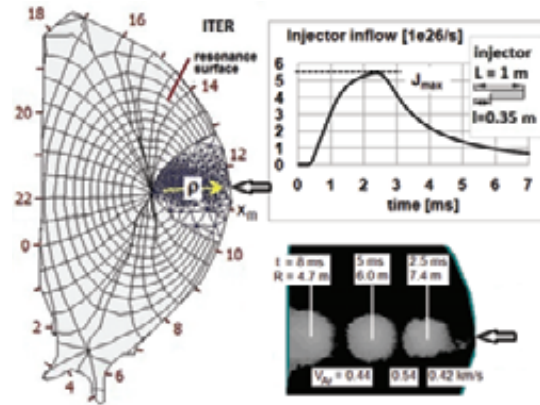 18
16
ITER
resonance
surface
14
20
12
ρ
22
x_m
0
10
2
8
4
6
Injector inflow [1e26/s]
6
5
4
3
2
1
0
J_max
injector
L = 1 m
l=0.35 m
0 1 2 3 4 5 6 7
time [ms]
t = 8 ms 5 ms 2.5 ms
R = 4.7 m 6.0 m 7.4 m
V_Ar = 0.44 0.54 0.42 km/s